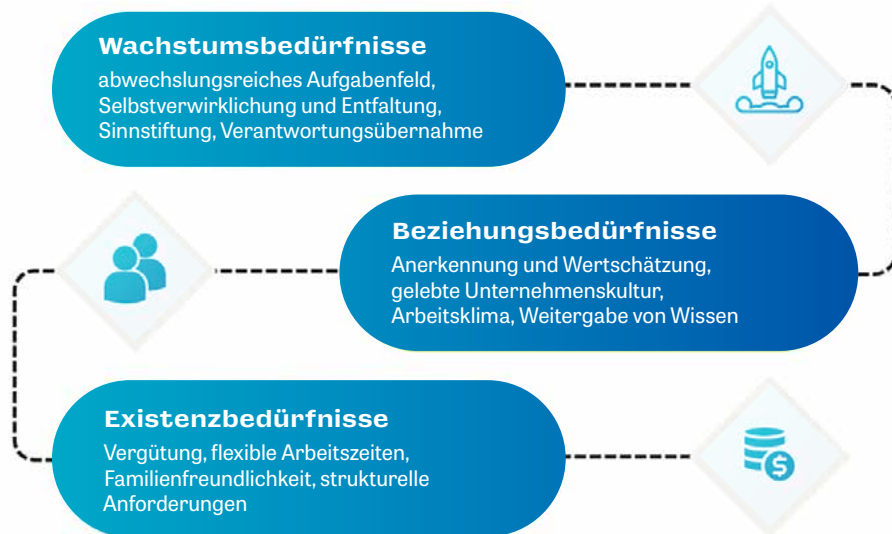 Wachstumsbedürfnisse
abwechslungsreiches Aufgabenfeld,
Selbstverwirklichung und Entfaltung,
Sinnstiftung, Verantwortungsübernahme
Beziehungsbedürfnisse
Anerkennung und Wertschätzung,
gelebte Unternehmenskultur,
Arbeitsklima, Weitergabe von Wissen
Existenzbedürfnisse
Vergütung, flexible Arbeitszeiten,
Familienfreundlichkeit, strukturelle
Anforderungen
$